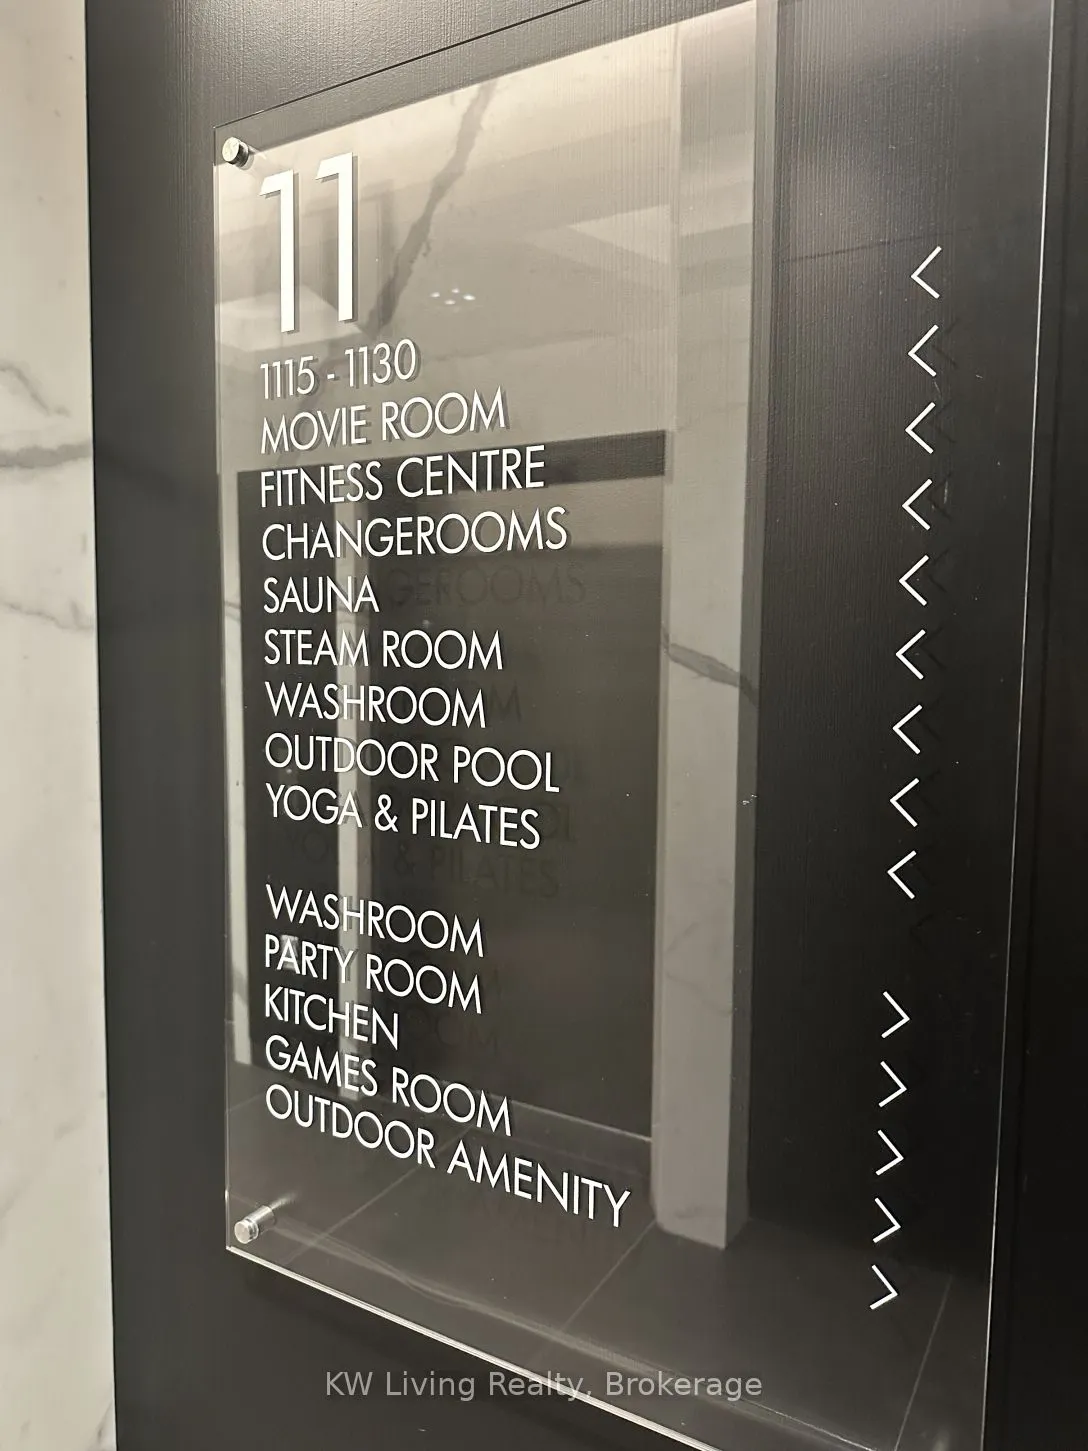 11
1115 - 1130 <
MOVIE ROOM <
FITNESS CENTRE <
CHANGEROOMS <
SAUNA <
STEAM ROOM <
WASHROOM <
OUTDOOR POOL <
YOGA & PILATES <
WASHROOM >
PARTY ROOM >
KITCHEN >
GAMES ROOM >
OUTDOOR AMENITY >
KW Living Realty, Brokerage